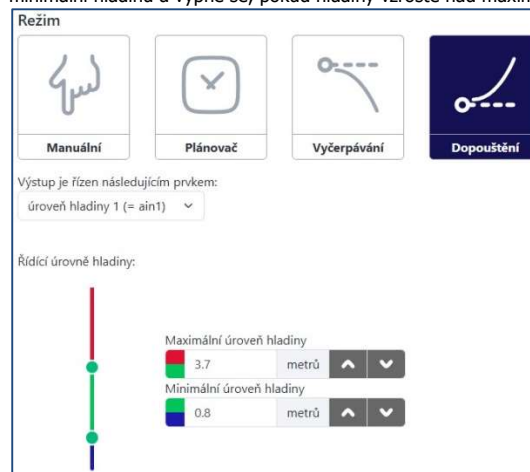 minimální hladinu a vypne se, pokud hladiny vzroste nad maxim
Režim
Manuální Plánovač Vyčerpávání Dopouštění
Výstup je řízen následujícím prvkem:
úroveň hladiny 1 (= ain1)
Řídící úrovně hladiny:
Maximální úroveň hladiny
3.7 metrů
Minimální úroveň hladiny
0.8 metrů